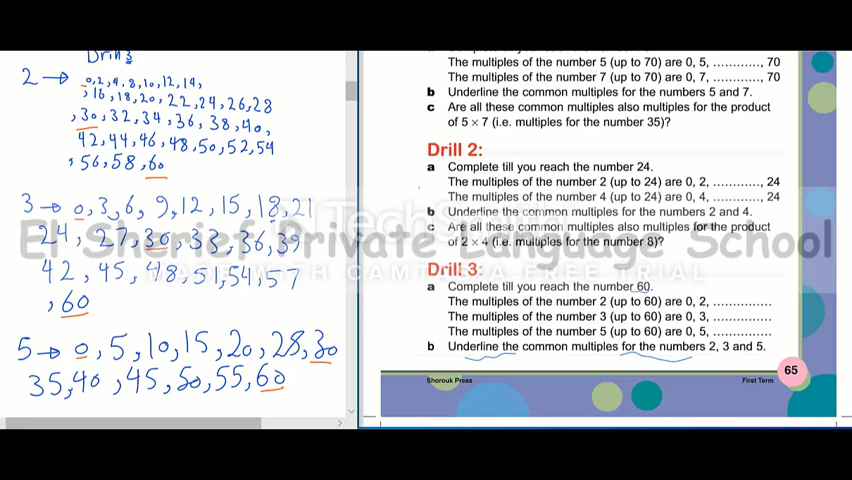 Drill 3
2 → 0, 2, 4, 8, 10, 12, 14,
, 16, 18, 20, 22, 24, 26, 28
, 30, 32, 34, 36, 38, 40,
42, 44, 46, 48, 50, 52, 54
, 56, 58, 60
3 → 0, 3, 6, 9, 12, 15, 18, 21
24, 27, 30, 33, 36, 39
42, 45, 48, 51, 54, 57
, 60
5 → 0, 5, 10, 15, 20, 28, 30
35, 40, 45, 50, 55, 60
The multiples of the number 5 (up to 70) are 0, 5, ............, 70
The multiples of the number 7 (up to 70) are 0, 7, ............, 70
b Underline the common multiples for the numbers 5 and 7.
c Are all these common multiples also multiples for the product
of 5 × 7 (i.e. multiples for the number 35)?
Drill 2:
a Complete till you reach the number 24.
The multiples of the number 2 (up to 24) are 0, 2, ............, 24
The multiples of the number 4 (up to 24) are 0, 4, ............, 24
b Underline the common multiples for the numbers 2 and 4.
c Are all these common multiples also multiples for the product
of 2 × 4 (i.e. multiples for the number 8)?
Drill 3:
a Complete till you reach the number 60.
The multiples of the number 2 (up to 60) are 0, 2, ..............
The multiples of the number 3 (up to 60) are 0, 3, ..............
The multiples of the number 5 (up to 60) are 0, 5, ..............
b Underline the common multiples for the numbers 2, 3 and 5.
65
Shorouk Press
First Term
TechSmith
El Sherief Private Language School
MADE WITH CAMTASIA FREE TRIAL